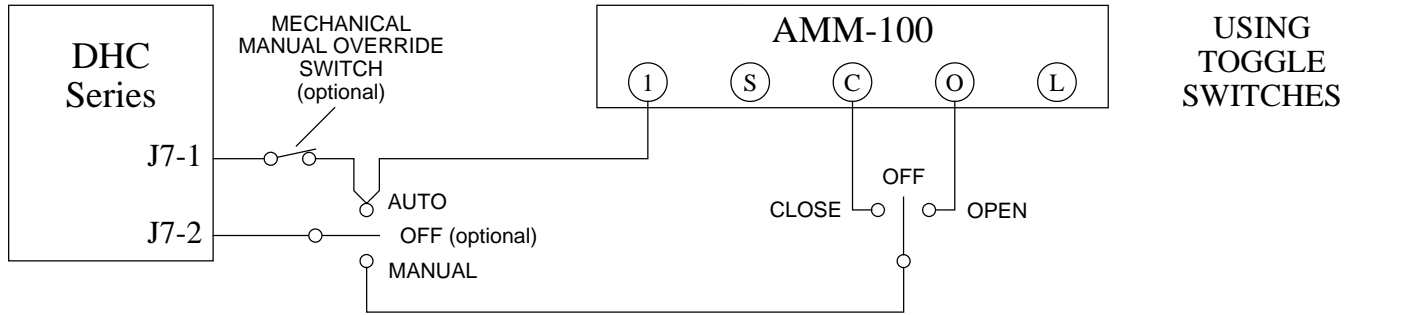 DHC
Series
J7-1
J7-2
MECHANICAL
MANUAL OVERRIDE
SWITCH
(optional)
AUTO
OFF (optional)
MANUAL
AMM-100
1 S C O L
OFF
CLOSE OPEN
USING
TOGGLE
SWITCHES